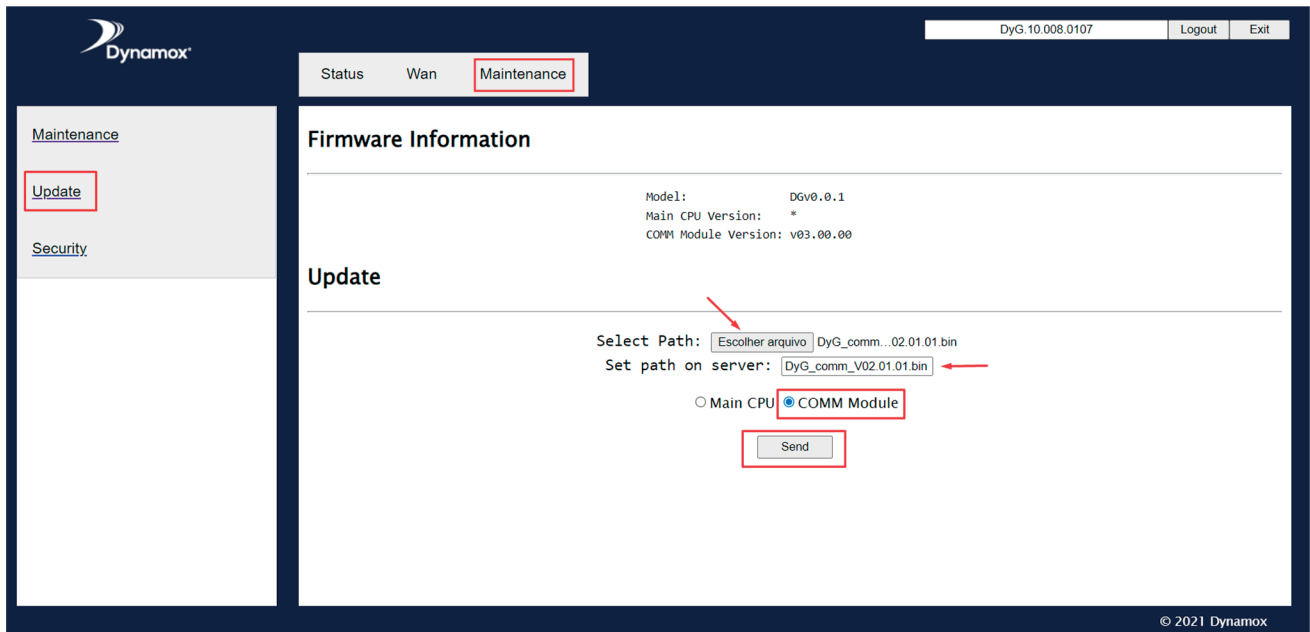 Dynamox
DyG.10.008.0107 Logout Exit
Status Wan Maintenance
Maintenance
Update
Security
Firmware Information
Model: DGv0.0.1
Main CPU Version: *
COMM Module Version: v03.00.00
Update
Select Path: Escolher arquivo DyG_comm...02.01.01.bin
Set path on server: DyG_comm_V02.01.01.bin
Main CPU COMM Module
Send
© 2021 Dynamox